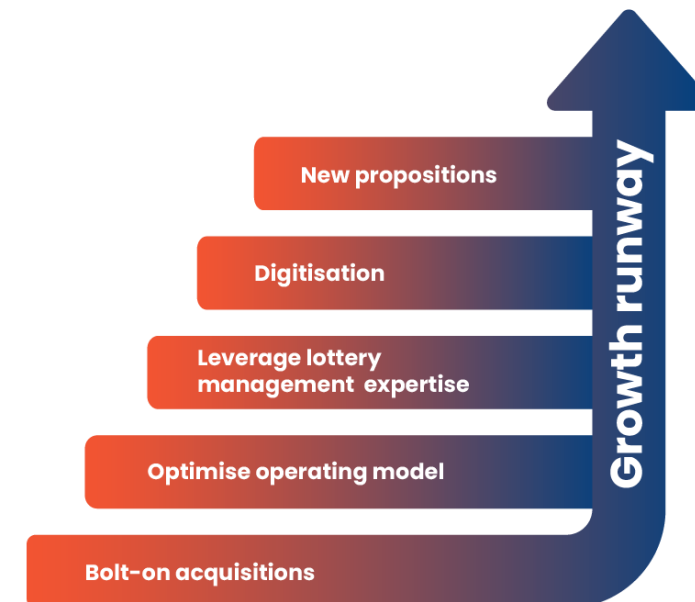 New propositions
Digitisation
Leverage lottery
management expertise
Optimise operating model
Bolt-on acquisitions
Growth runway